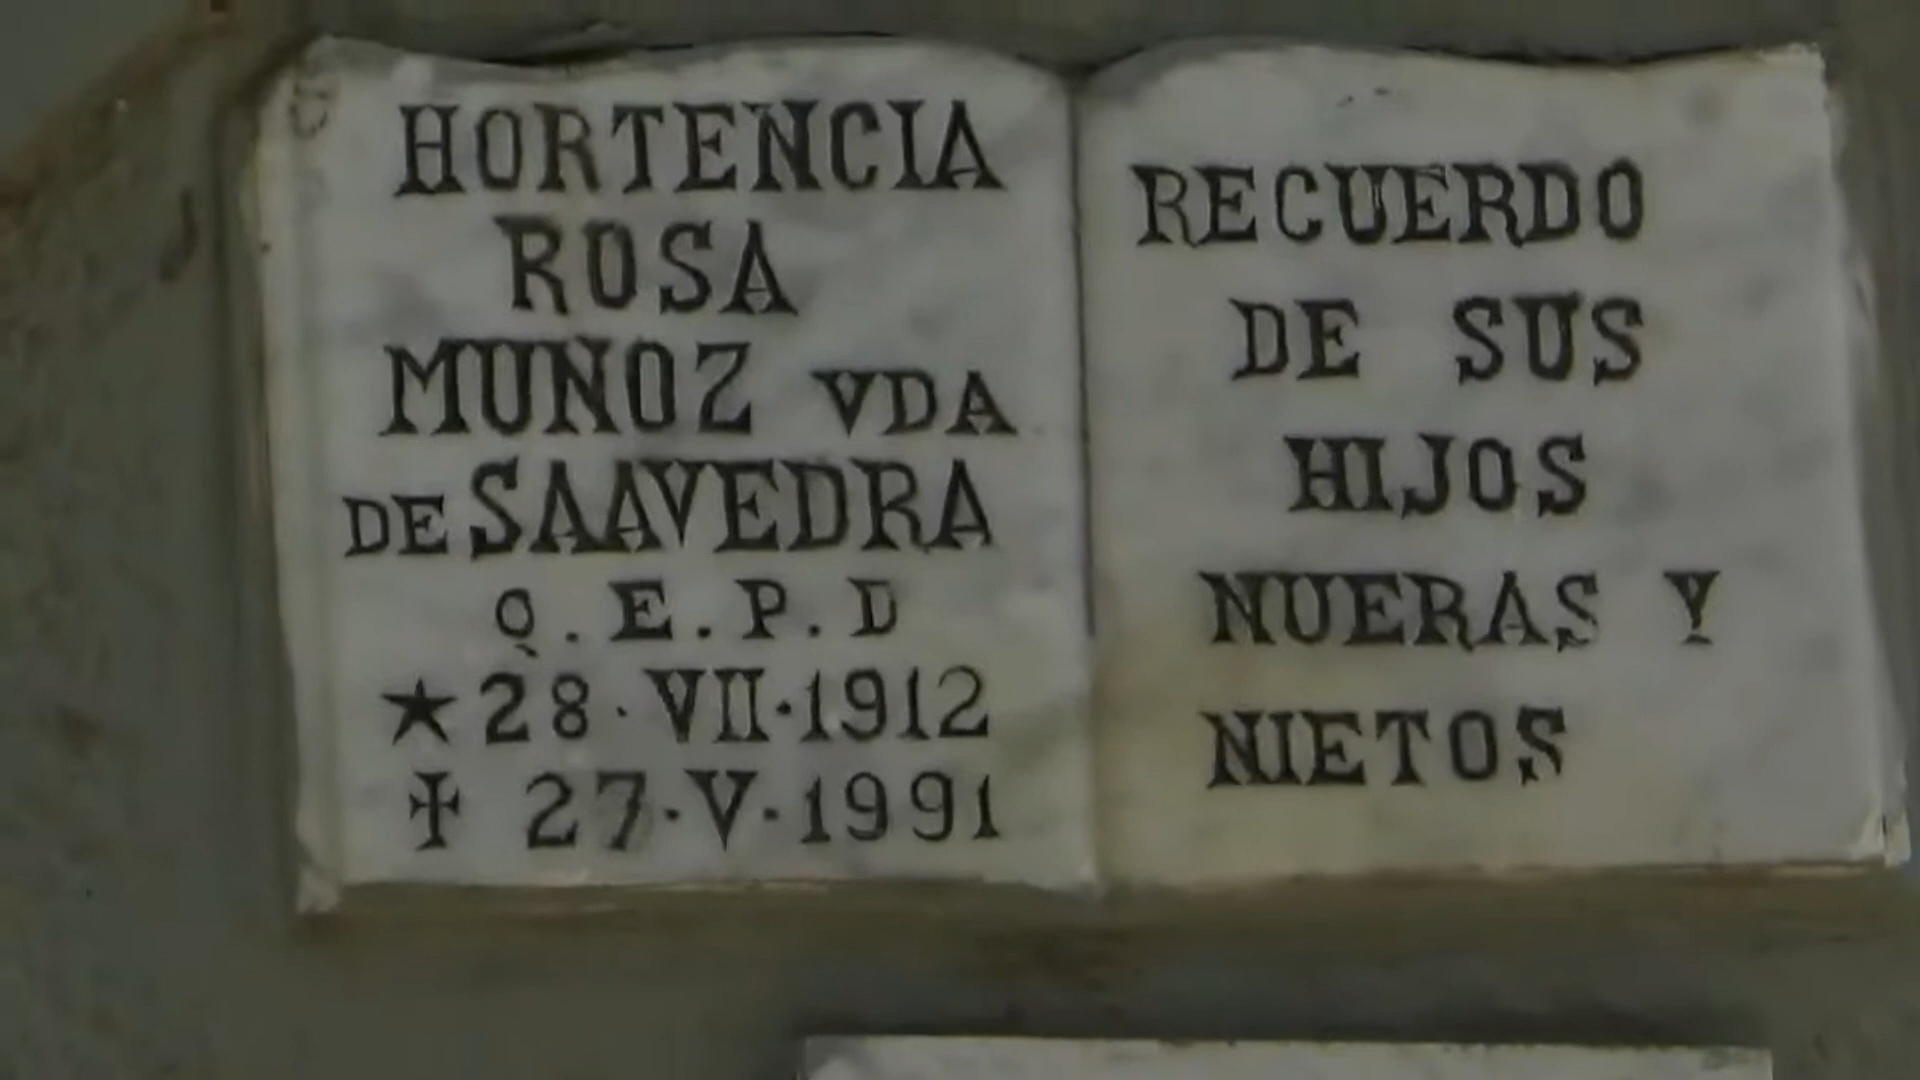 HORTENCIA
ROSA
MUÑOZ VDA
DE SAAVEDRA
Q.E.P.D
★ 28·VII·1912
✠ 27·V·1991
RECUERDO
DE SUS
HIJOS
NUERAS Y
NIETOS